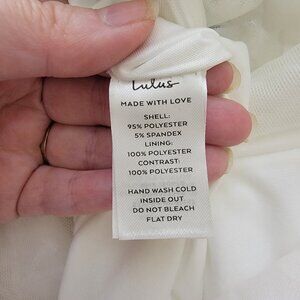 Lulus
MADE WITH LOVE
SHELL:
95% POLYESTER
5% SPANDEX
LINING:
100% POLYESTER
CONTRAST:
100% POLYESTER
HAND WASH COLD
INSIDE OUT
DO NOT BLEACH
FLAT DRY